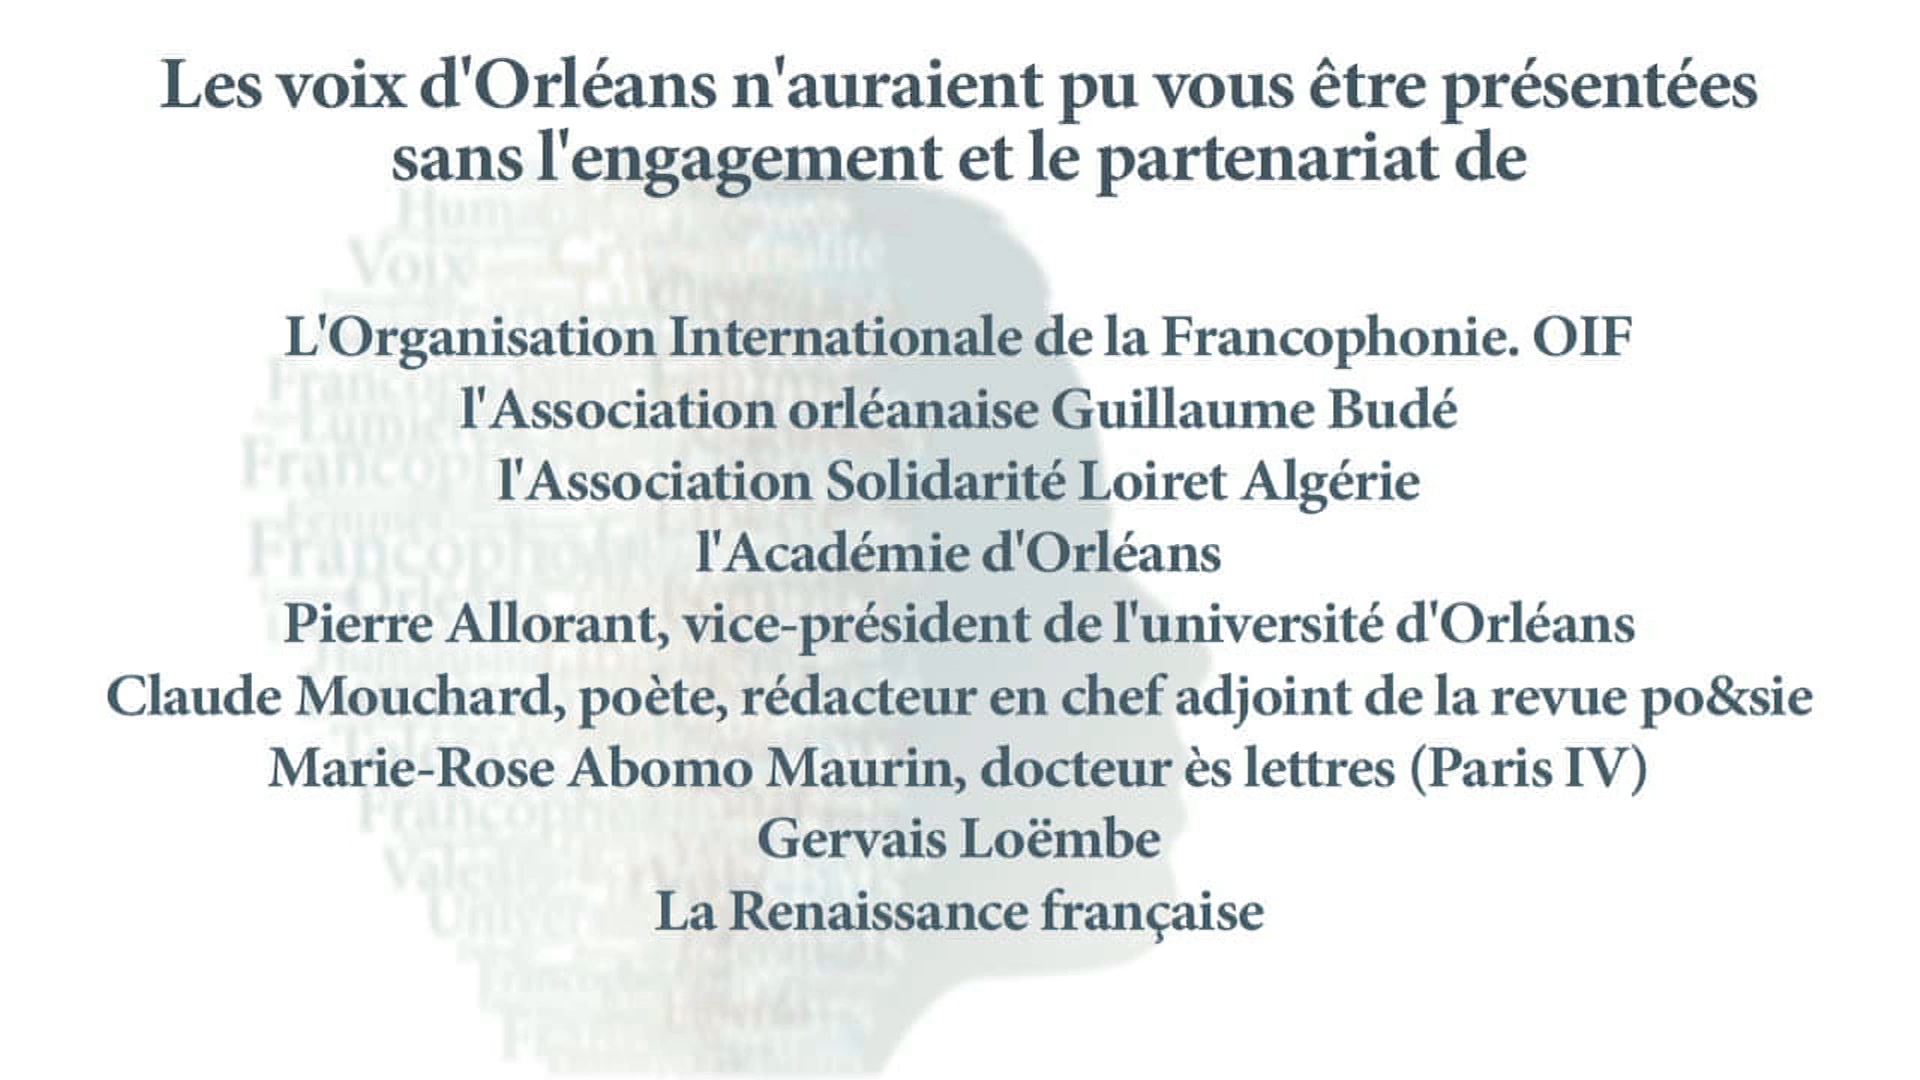 Les voix d'Orléans n'auraient pu vous être présentées
sans l'engagement et le partenariat de
L'Organisation Internationale de la Francophonie. OIF
l'Association orléanaise Guillaume Budé
l'Association Solidarité Loiret Algérie
l'Académie d'Orléans
Pierre Allorant, vice-président de l'université d'Orléans
Claude Mouchard, poète, rédacteur en chef adjoint de la revue po&sie
Marie-Rose Abomo Maurin, docteur ès lettres (Paris IV)
Gervais Loëmbe
La Renaissance française
Voix